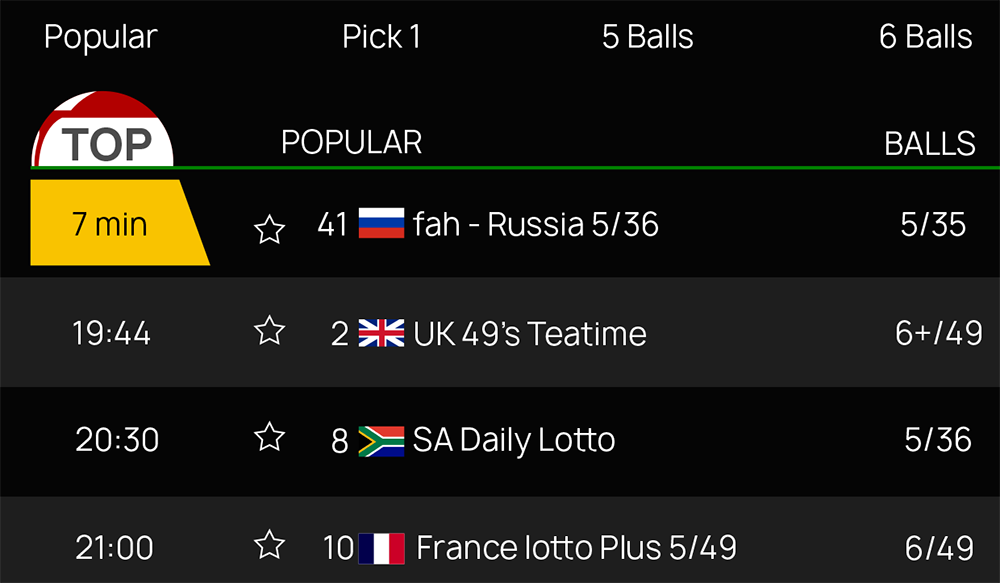 Popular Pick 1 5 Balls 6 Balls
TOP POPULAR BALLS
7 min 41 fah - Russia 5/36 5/35
19:44 2 UK 49's Teatime 6+/49
20:30 8 SA Daily Lotto 5/36
21:00 10 France lotto Plus 5/49 6/49